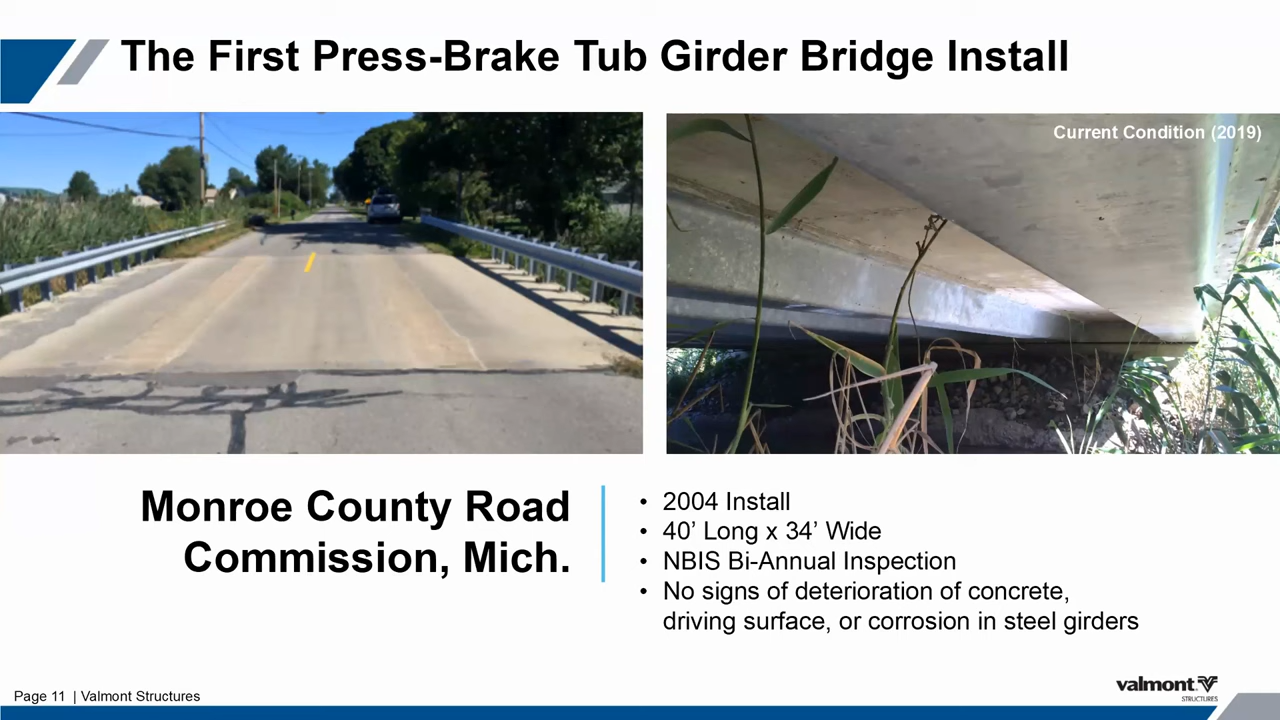 The First Press-Brake Tub Girder Bridge Install
Current Condition (2019)
Monroe County Road
Commission, Mich.
• 2004 Install
• 40’ Long x 34’ Wide
• NBIS Bi-Annual Inspection
• No signs of deterioration of concrete,
driving surface, or corrosion in steel girders
Page 11 | Valmont Structures
valmont
STRUCTURES